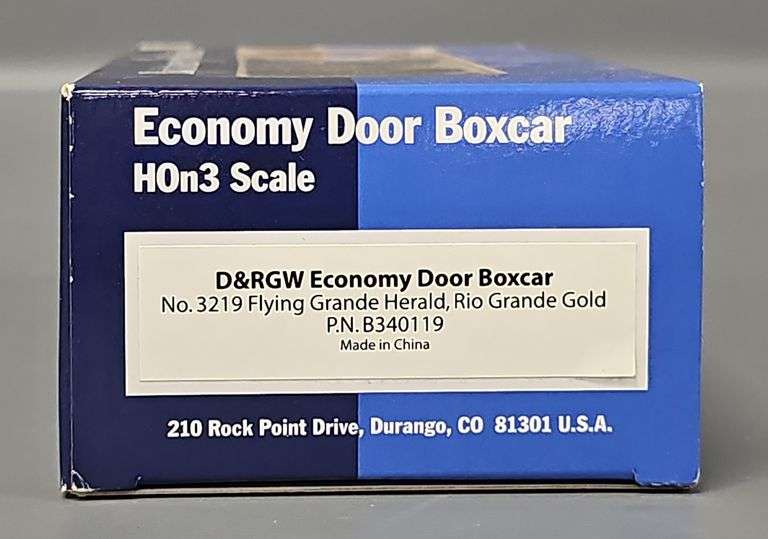 Economy Door Boxcar
HOn3 Scale
D&RGW Economy Door Boxcar
No. 3219 Flying Grande Herald, Rio Grande Gold
P.N. B340119
Made in China
210 Rock Point Drive, Durango, CO 81301 U.S.A.